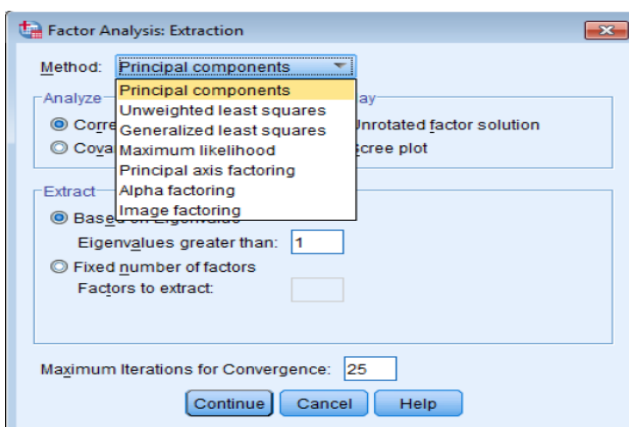 Factor Analysis: Extraction
Method: Principal components
Principal components
Analyze ay
Unweighted least squares
Corre Generalized least squares Unrotated factor solution
Cova Maximum likelihood Scree plot
Principal axis factoring
Extract Alpha factoring
Image factoring
Based on Eigenvalue
Eigenvalues greater than: 1
Fixed number of factors
Factors to extract:
Maximum Iterations for Convergence: 25
Continue Cancel Help